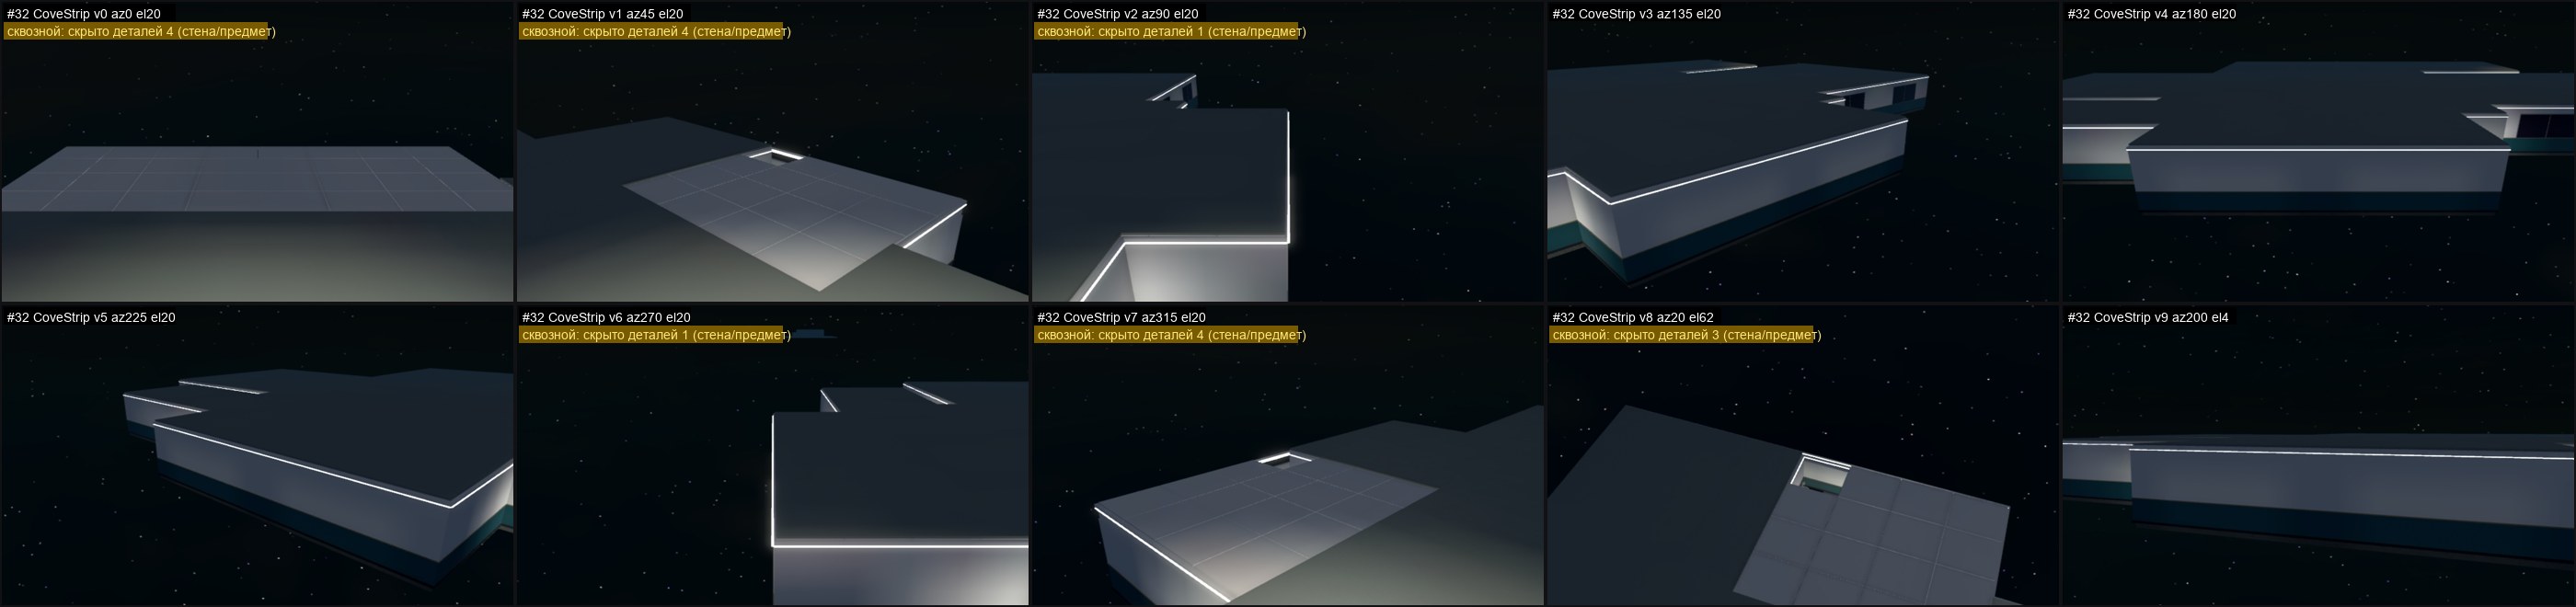 #32 CoveStrip v0 az0 el20
сквозной: скрыто деталей 4 (стена/предмет)
#32 CoveStrip v1 az45 el20
сквозной: скрыто деталей 4 (стена/предмет)
#32 CoveStrip v2 az90 el20
сквозной: скрыто деталей 1 (стена/предмет)
#32 CoveStrip v3 az135 el20
#32 CoveStrip v4 az180 el20
#32 CoveStrip v5 az225 el20
#32 CoveStrip v6 az270 el20
сквозной: скрыто деталей 1 (стена/предмет)
#32 CoveStrip v7 az315 el20
сквозной: скрыто деталей 4 (стена/предмет)
#32 CoveStrip v8 az20 el62
сквозной: скрыто деталей 3 (стена/предмет)
#32 CoveStrip v9 az200 el4